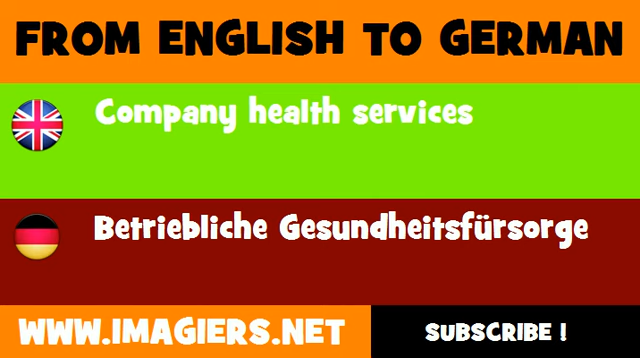 FROM ENGLISH TO GERMAN
Company health services
Betriebliche Gesundheitsfürsorge
WWW.IMAGIERS.NET
SUBSCRIBE !